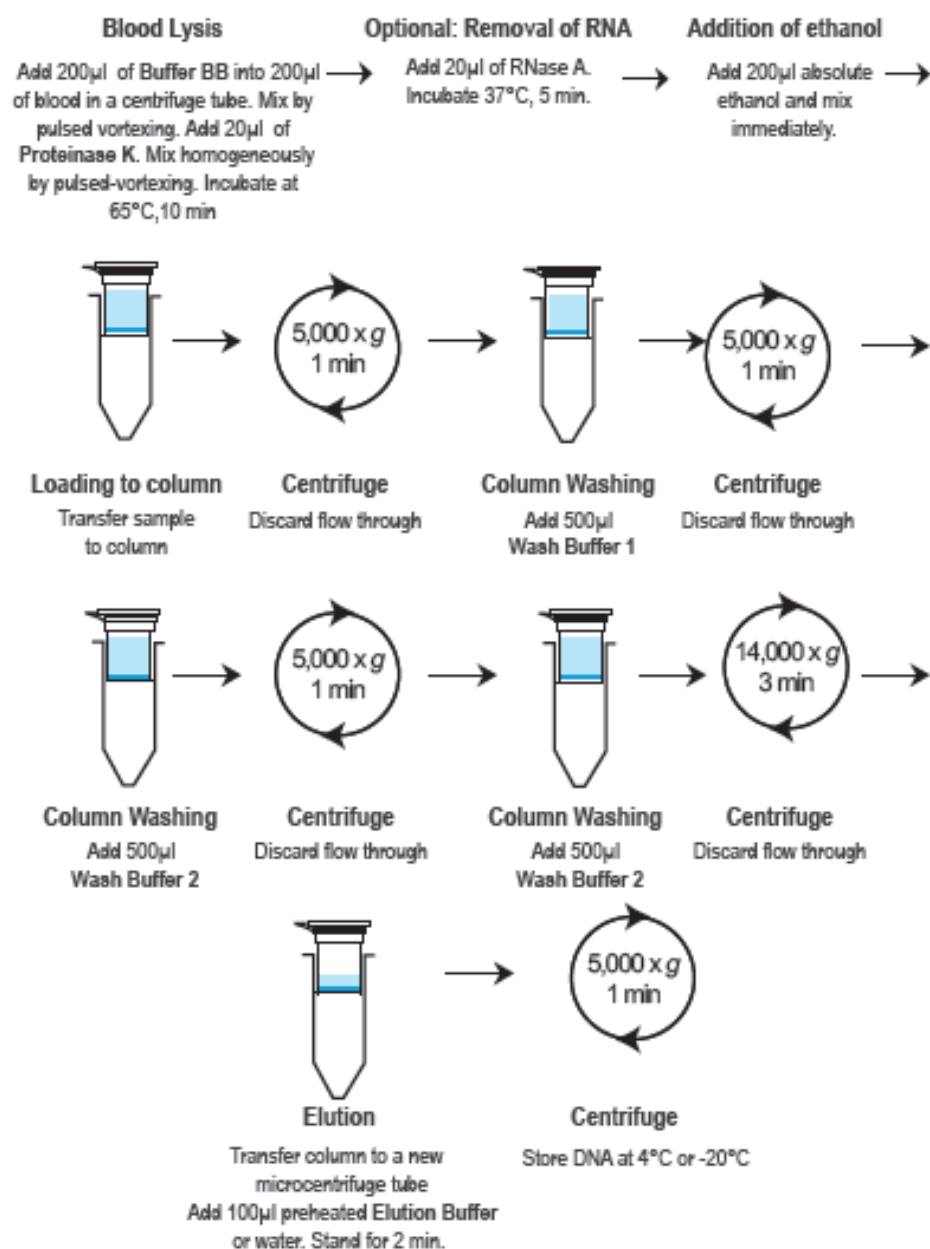 Blood Lysis
Add 200µl of Buffer BB into 200µl
of blood in a centrifuge tube. Mix by
pulsed vortexing. Add 20µl of
Proteinase K. Mix homogeneously
by pulsed-vortexing. Incubate at
65°C,10 min
Optional: Removal of RNA
Add 20µl of RNase A.
Incubate 37°C, 5 min.
Addition of ethanol
Add 200µl absolute
ethanol and mix
immediately.
5,000 x g
1 min
5,000 x g
1 min
Loading to column
Transfer sample
to column
Centrifuge
Discard flow through
Column Washing
Add 500µl
Wash Buffer 1
Centrifuge
Discard flow through
5,000 x g
1 min
14,000 x g
3 min
Column Washing
Add 500µl
Wash Buffer 2
Centrifuge
Discard flow through
Column Washing
Add 500µl
Wash Buffer 2
Centrifuge
Discard flow through
5,000 x g
1 min
Elution
Transfer column to a new
microcentrifuge tube
Add 100µl preheated Elution Buffer
or water. Stand for 2 min.
Centrifuge
Store DNA at 4°C or -20°C